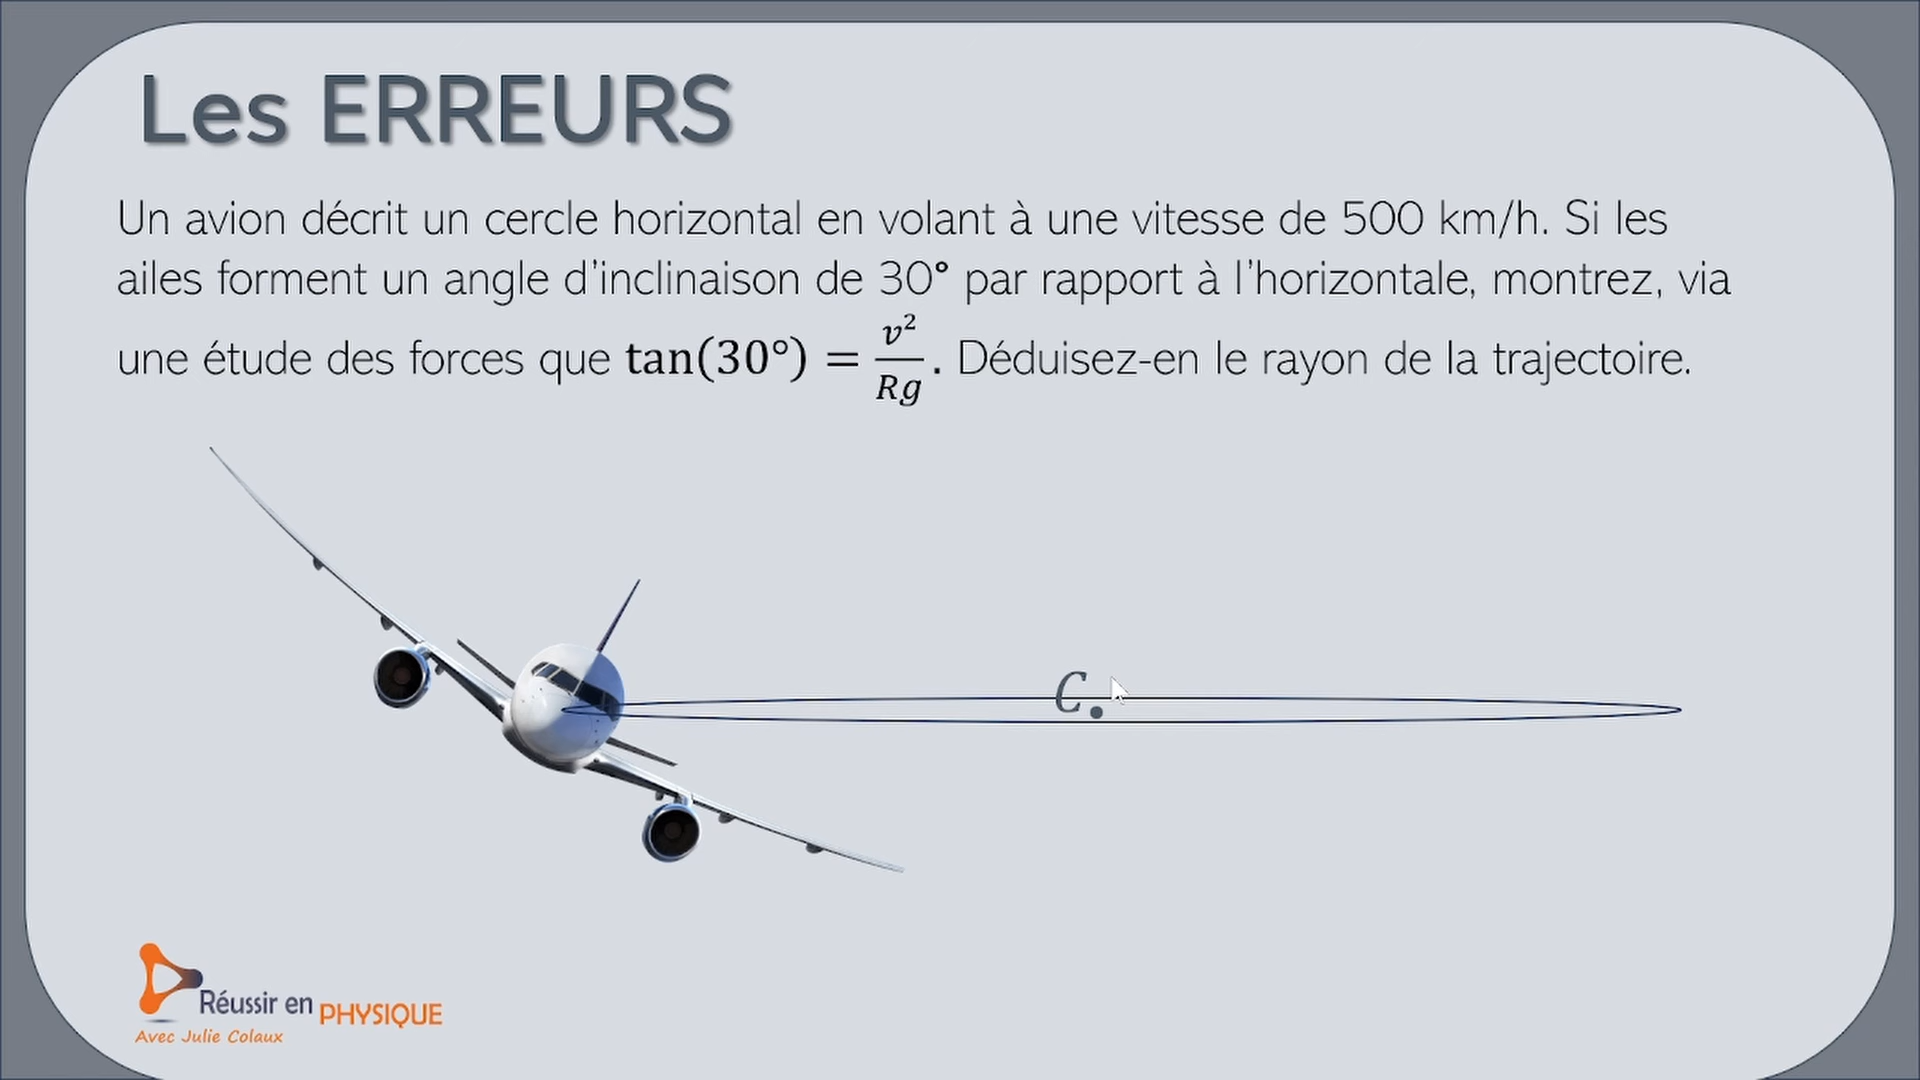 Les ERREURS
Un avion décrit un cercle horizontal en volant à une vitesse de 500 km/h. Si les
ailes forment un angle d'inclinaison de 30° par rapport à l'horizontale, montrez, via
une étude des forces que tan(30°) = v²/Rg. Déduisez-en le rayon de la trajectoire.
C
Réussir en PHYSIQUE
Avec Julie Colaux